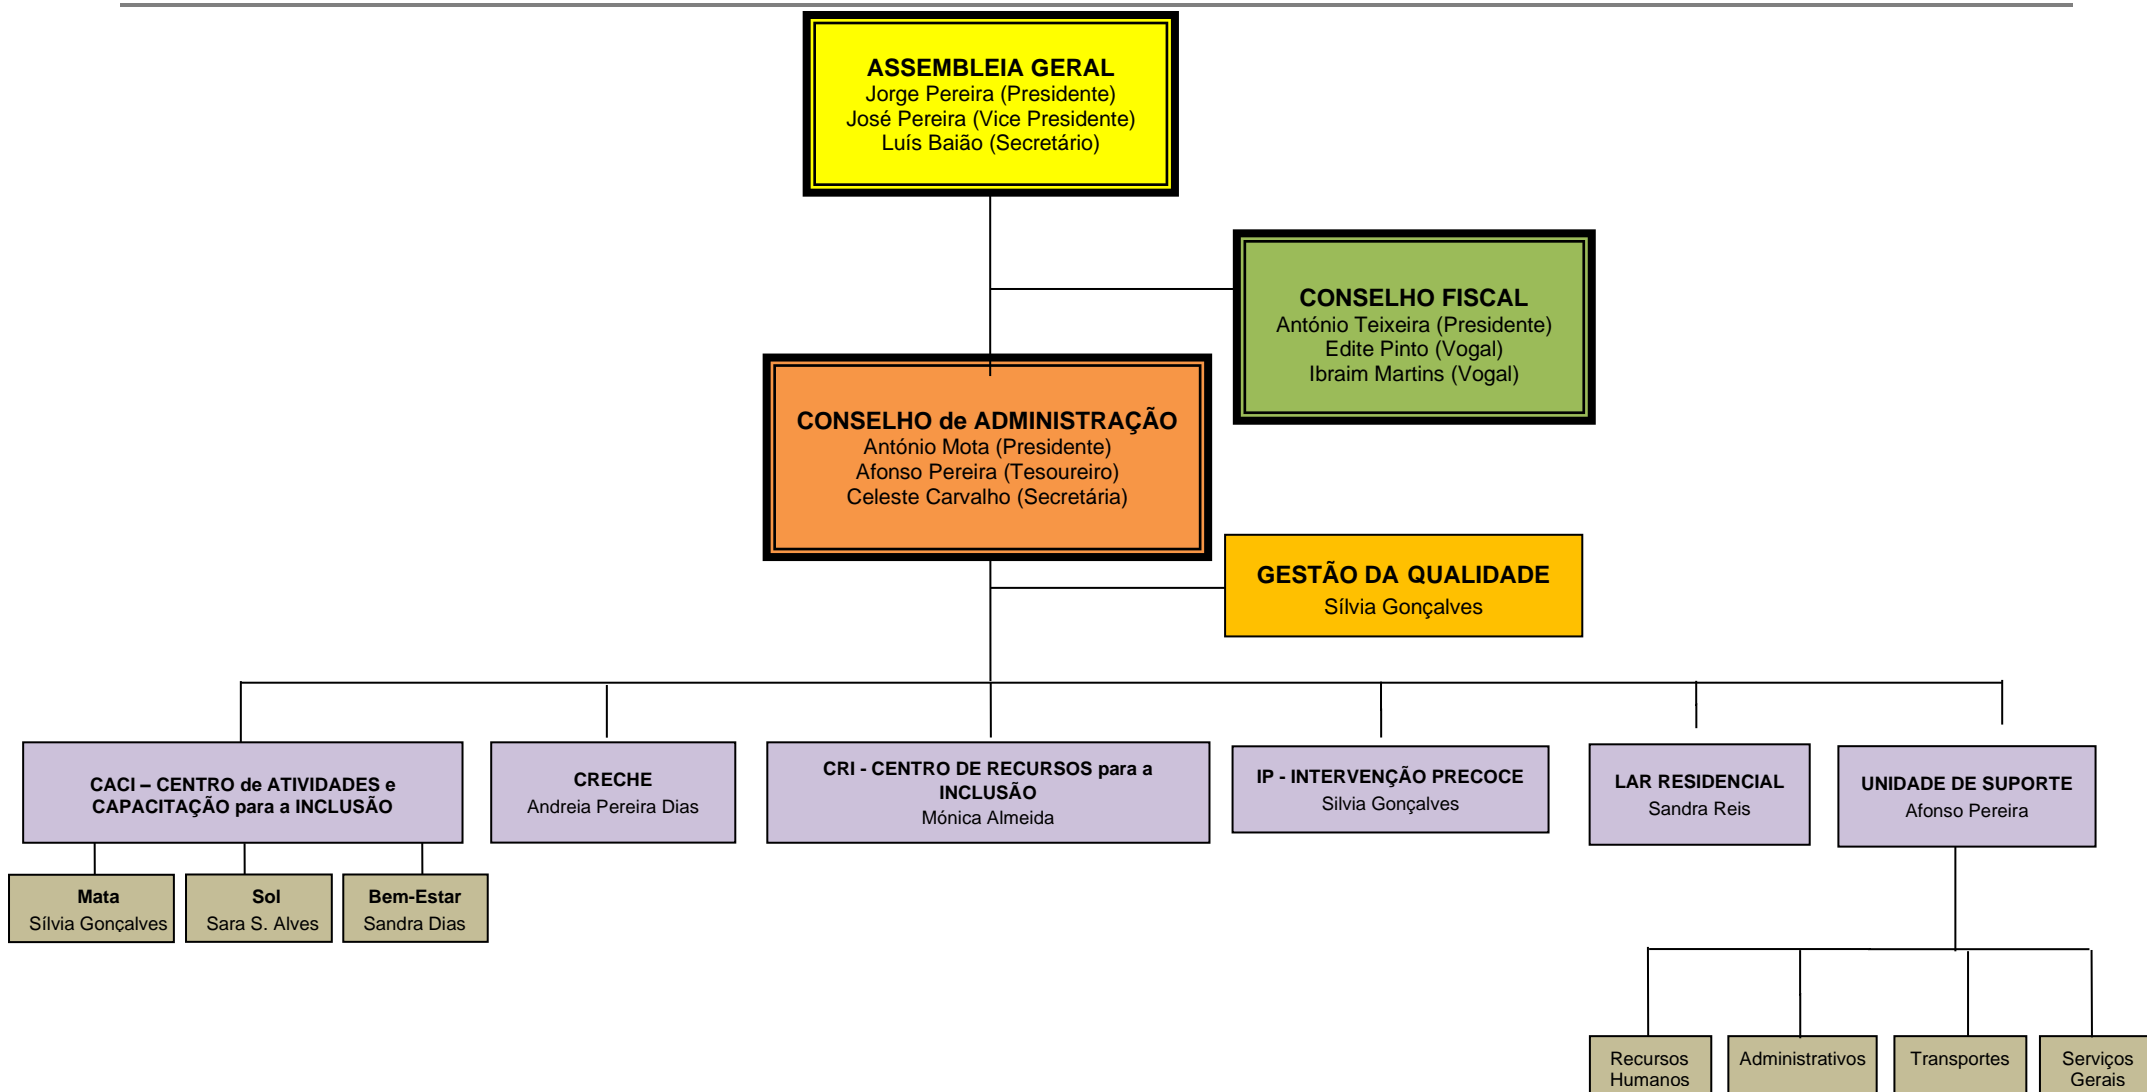 ASSEMBLEIA GERAL
Jorge Pereira (Presidente)
José Pereira (Vice Presidente)
Luís Baião (Secretário)
CONSELHO FISCAL
António Teixeira (Presidente)
Edite Pinto (Vogal)
Ibraim Martins (Vogal)
CONSELHO de ADMINISTRAÇÃO
António Mota (Presidente)
Afonso Pereira (Tesoureiro)
Celeste Carvalho (Secretária)
GESTÃO DA QUALIDADE
Sílvia Gonçalves
CACI – CENTRO de ATIVIDADES e
CAPACITAÇÃO para a INCLUSÃO
CRECHE
Andreia Pereira Dias
CRI - CENTRO DE RECURSOS para a
INCLUSÃO
Mónica Almeida
IP - INTERVENÇÃO PRECOCE
Silvia Gonçalves
LAR RESIDENCIAL
Sandra Reis
UNIDADE DE SUPORTE
Afonso Pereira
Mata
Sílvia Gonçalves
Sol
Sara S. Alves
Bem-Estar
Sandra Dias
Recursos
Humanos
Administrativos
Transportes
Serviços
Gerais